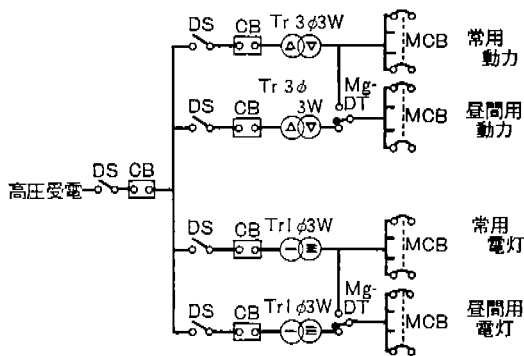 DS CB Tr 3φ3W MCB 常用
動力
Tr 3φ
DS CB 3W Mg-
DT MCB 昼間用
動力
高圧受電 DS CB
DS CB Tr1φ3W MCB 常用
電灯
DS CB Tr1φ3W Mg-
DT MCB 昼間用
電灯